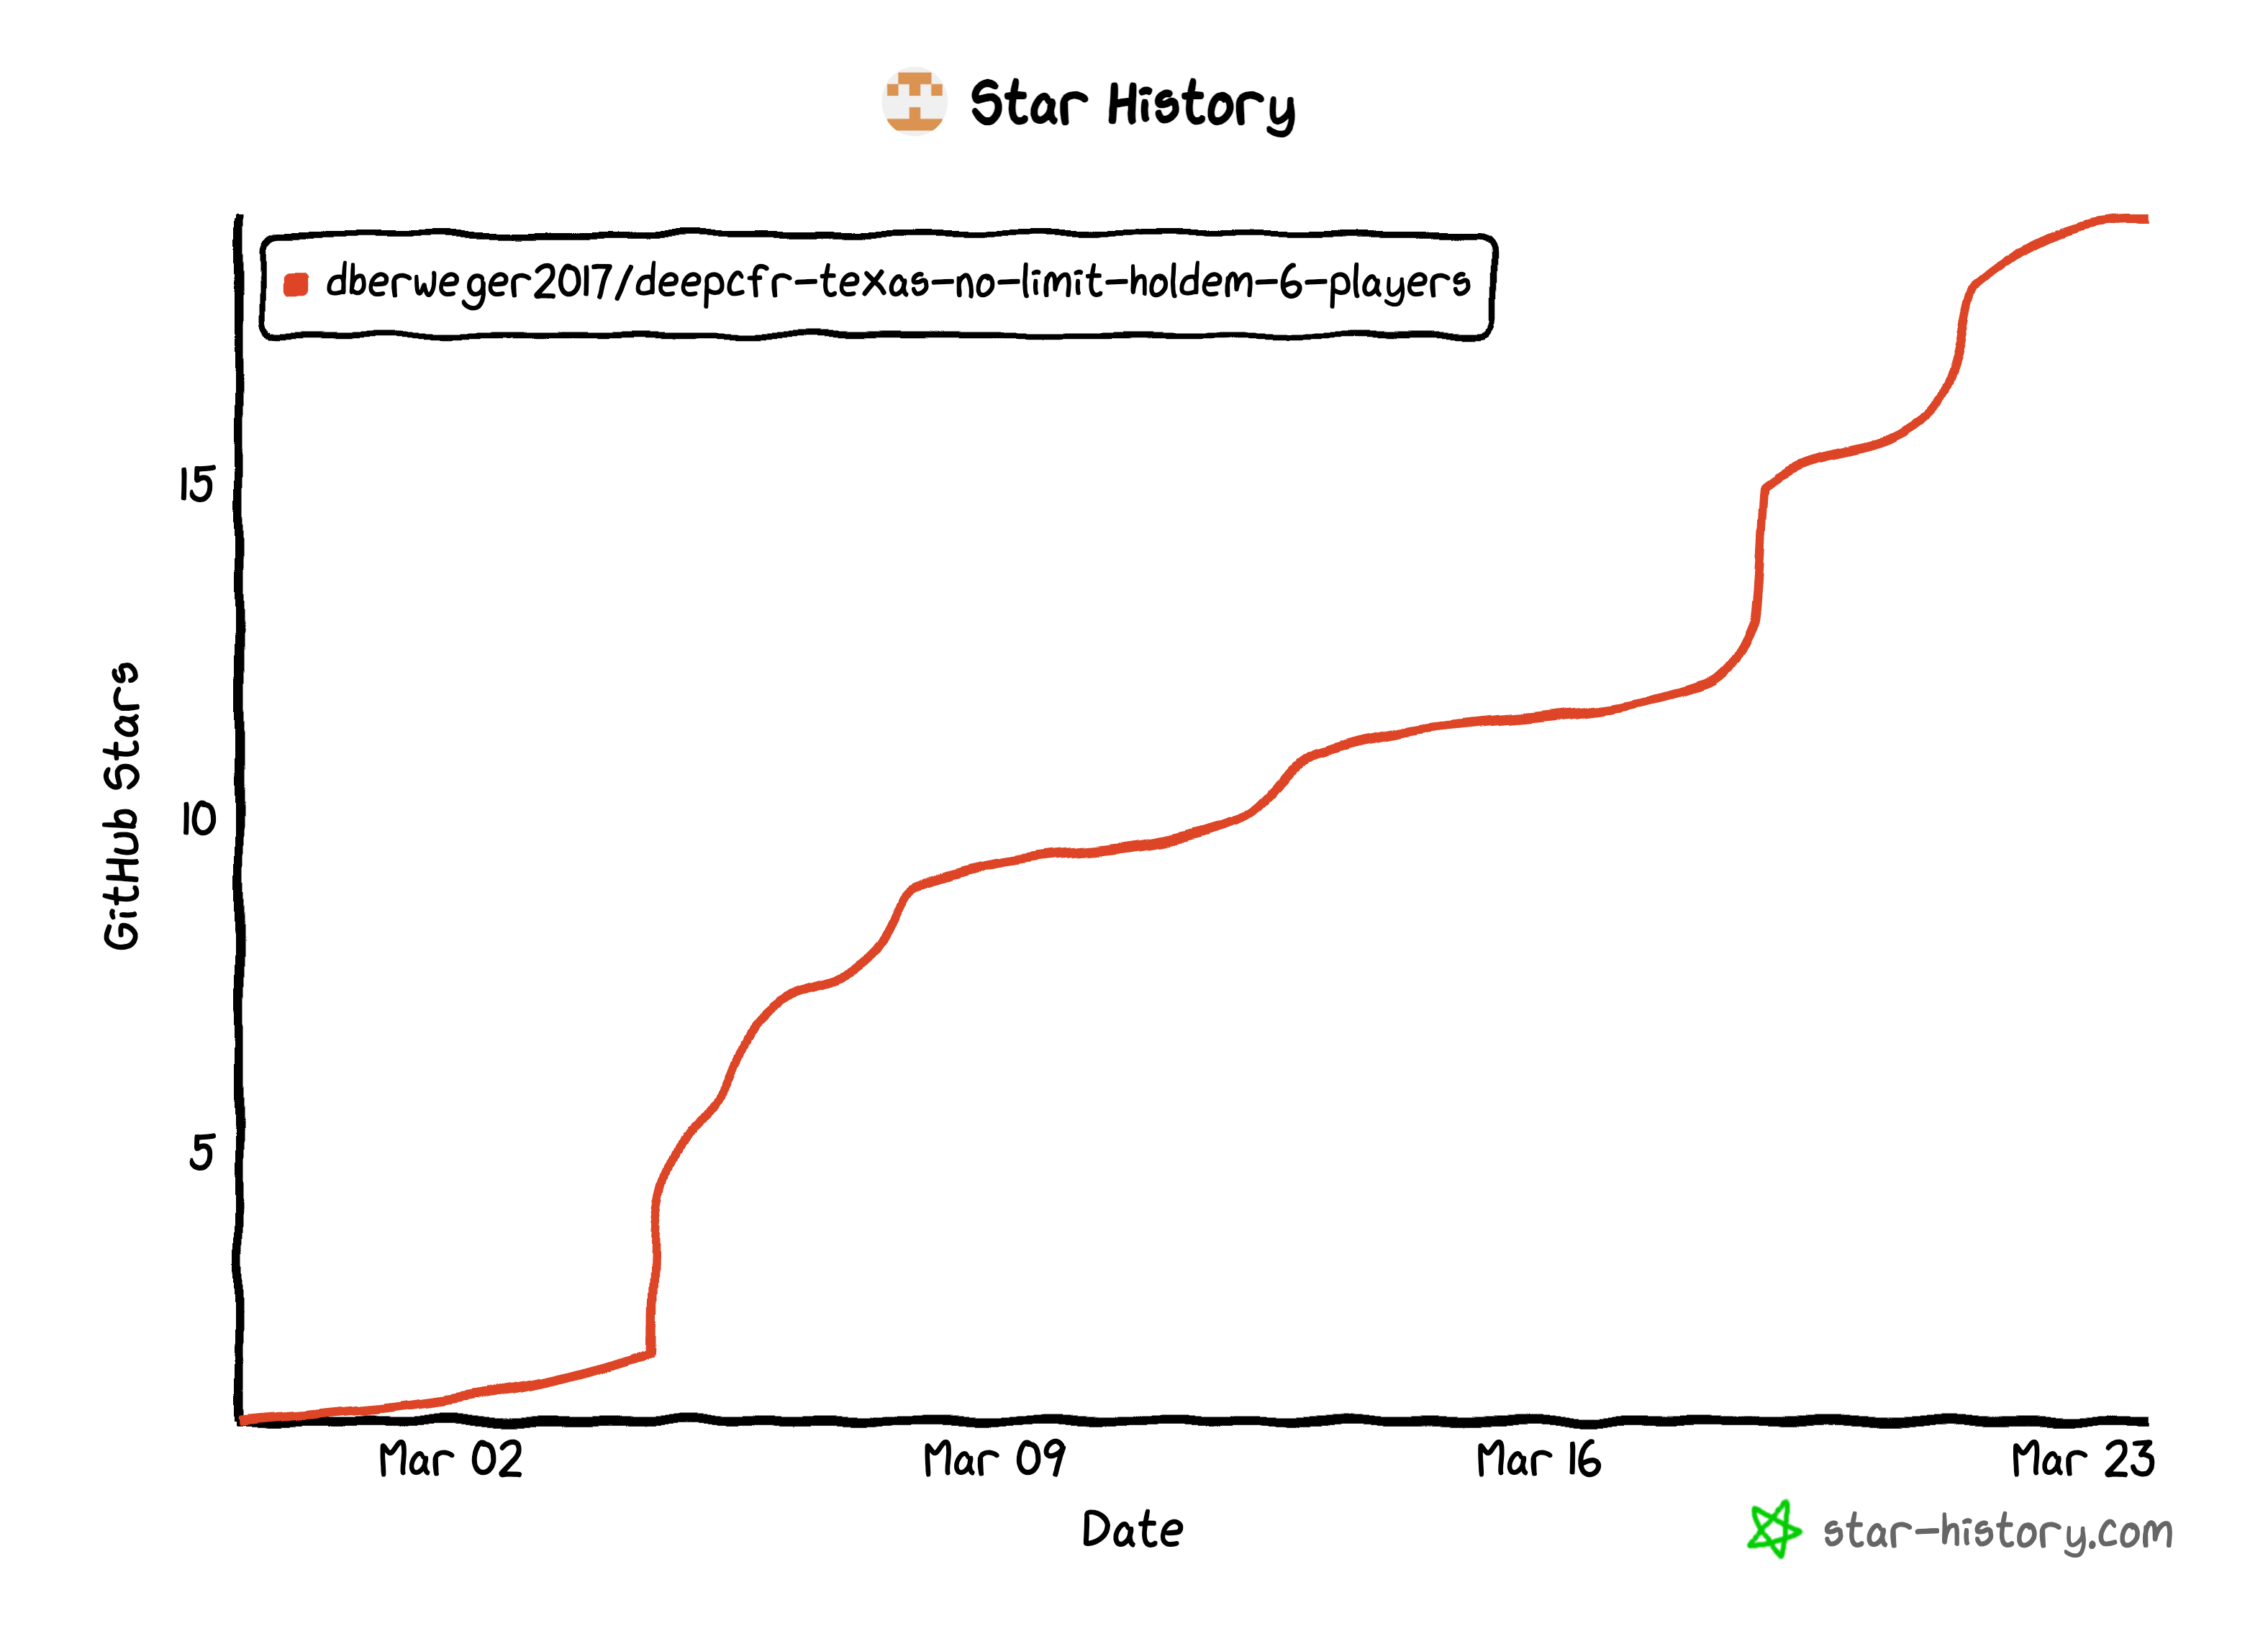 Star History
dberweger2017/deepcfr-texas-no-limit-holdem-6-players
15
10
5
GitHub Stars
Mar 02
Mar 09
Mar 16
Mar 23
Date
star-history.com